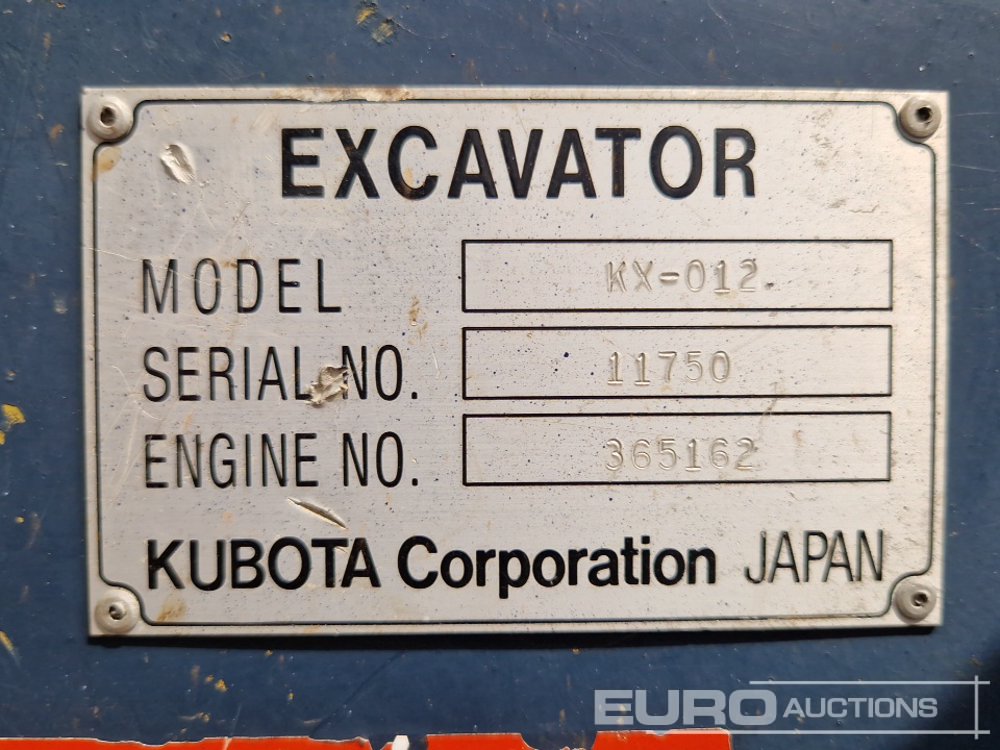 EXCAVATOR
MODEL KX-012.
SERIAL NO. 11750
ENGINE NO. 365162
KUBOTA Corporation JAPAN
EURO AUCTIONS